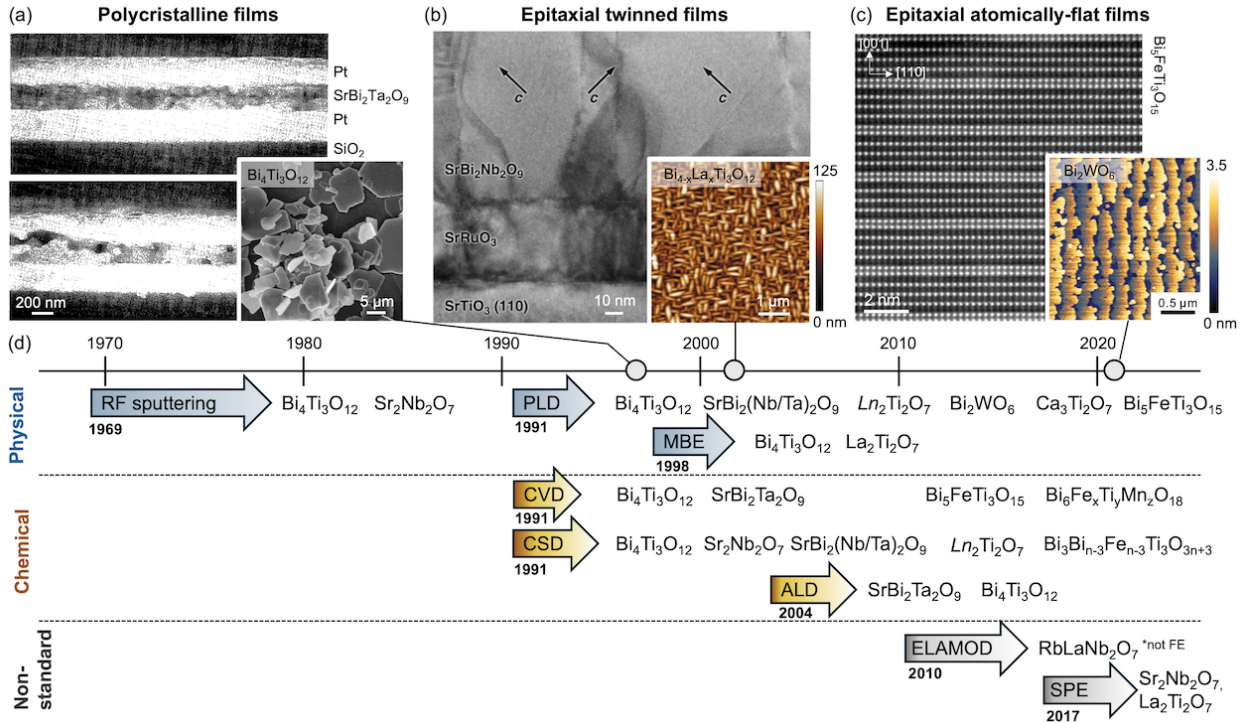 (a) Polycristalline films
Pt
SrBi₂Ta₂O₉
Pt
SiO₂
Bi₄Ti₃O₁₂
200 nm
5 µm
(b) Epitaxial twinned films
c c c
SrBi₂Nb₂O₉
SrRuO₃
SrTiO₃ (110)
10 nm
Bi₄₋ₓLaₓTi₃O₁₂
1 µm
125
0 nm
(c) Epitaxial atomically-flat films
[001]
[110]
Bi₅FeTi₃O₁₅
2 nm
Bi₂WO₆
0.5 µm
3.5
0 nm
(d) 1970 1980 1990 2000 2010 2020
Physical
RF sputtering Bi₄Ti₃O₁₂ Sr₂Nb₂O₇ PLD Bi₄Ti₃O₁₂ SrBi₂(Nb/Ta)₂O₉ Ln₂Ti₂O₇ Bi₂WO₆ Ca₃Ti₂O₇ Bi₅FeTi₃O₁₅
1969 1991
MBE Bi₄Ti₃O₁₂ La₂Ti₂O₇
1998
Chemical
CVD Bi₄Ti₃O₁₂ SrBi₂Ta₂O₉ Bi₅FeTi₃O₁₅ Bi₆FeₓTiᵧMn_zO₁₈
1991
CSD Bi₄Ti₃O₁₂ Sr₂Nb₂O₇ SrBi₂(Nb/Ta)₂O₉ Ln₂Ti₂O₇ Bi₃Biₙ₋₃Feₙ₋₃Ti₃O₃ₙ₊₃
1991
ALD SrBi₂Ta₂O₉ Bi₄Ti₃O₁₂
2004
Non-
standard
ELAMOD RbLaNb₂O₇ *not FE
2010
SPE Sr₂Nb₂O₇,
La₂Ti₂O₇
2017